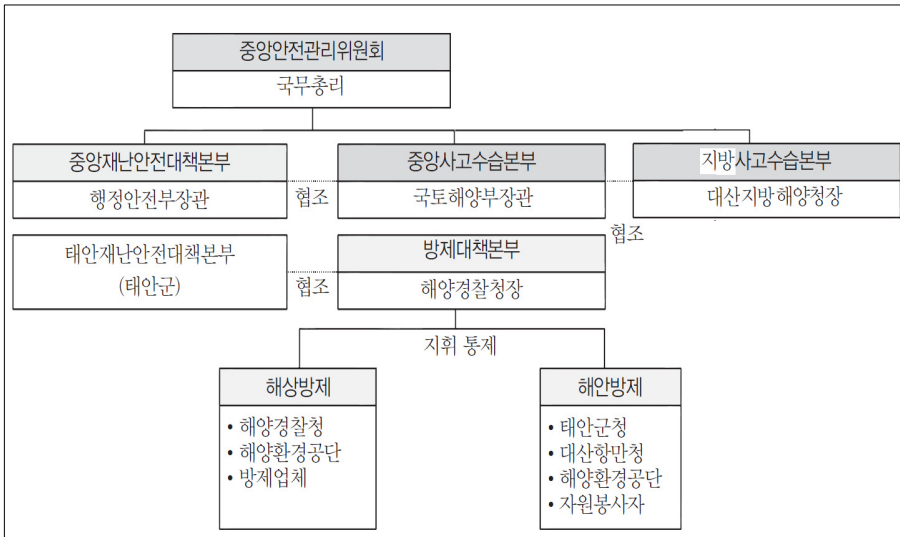 중앙안전관리위원회
국무총리
중앙재난안전대책본부
행정안전부장관
협조
중앙사고수습본부
국토해양부장관
지방사고수습본부
대산지방해양청장
협조
태안재난안전대책본부
(태안군)
협조
방제대책본부
해양경찰청장
지휘 통제
해상방제
• 해양경찰청
• 해양환경공단
• 방제업체
해안방제
• 태안군청
• 대산항만청
• 해양환경공단
• 자원봉사자